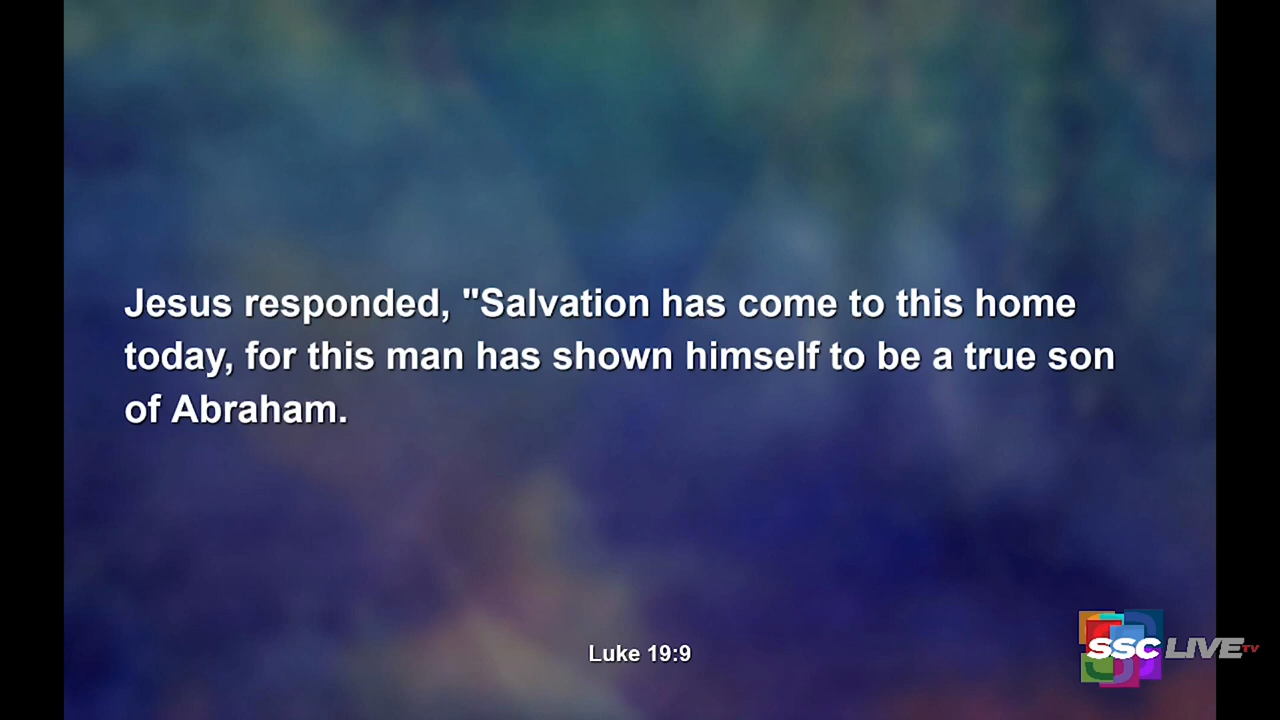 Jesus responded, "Salvation has come to this home
today, for this man has shown himself to be a true son
of Abraham.
Luke 19:9
SSC LIVE TV